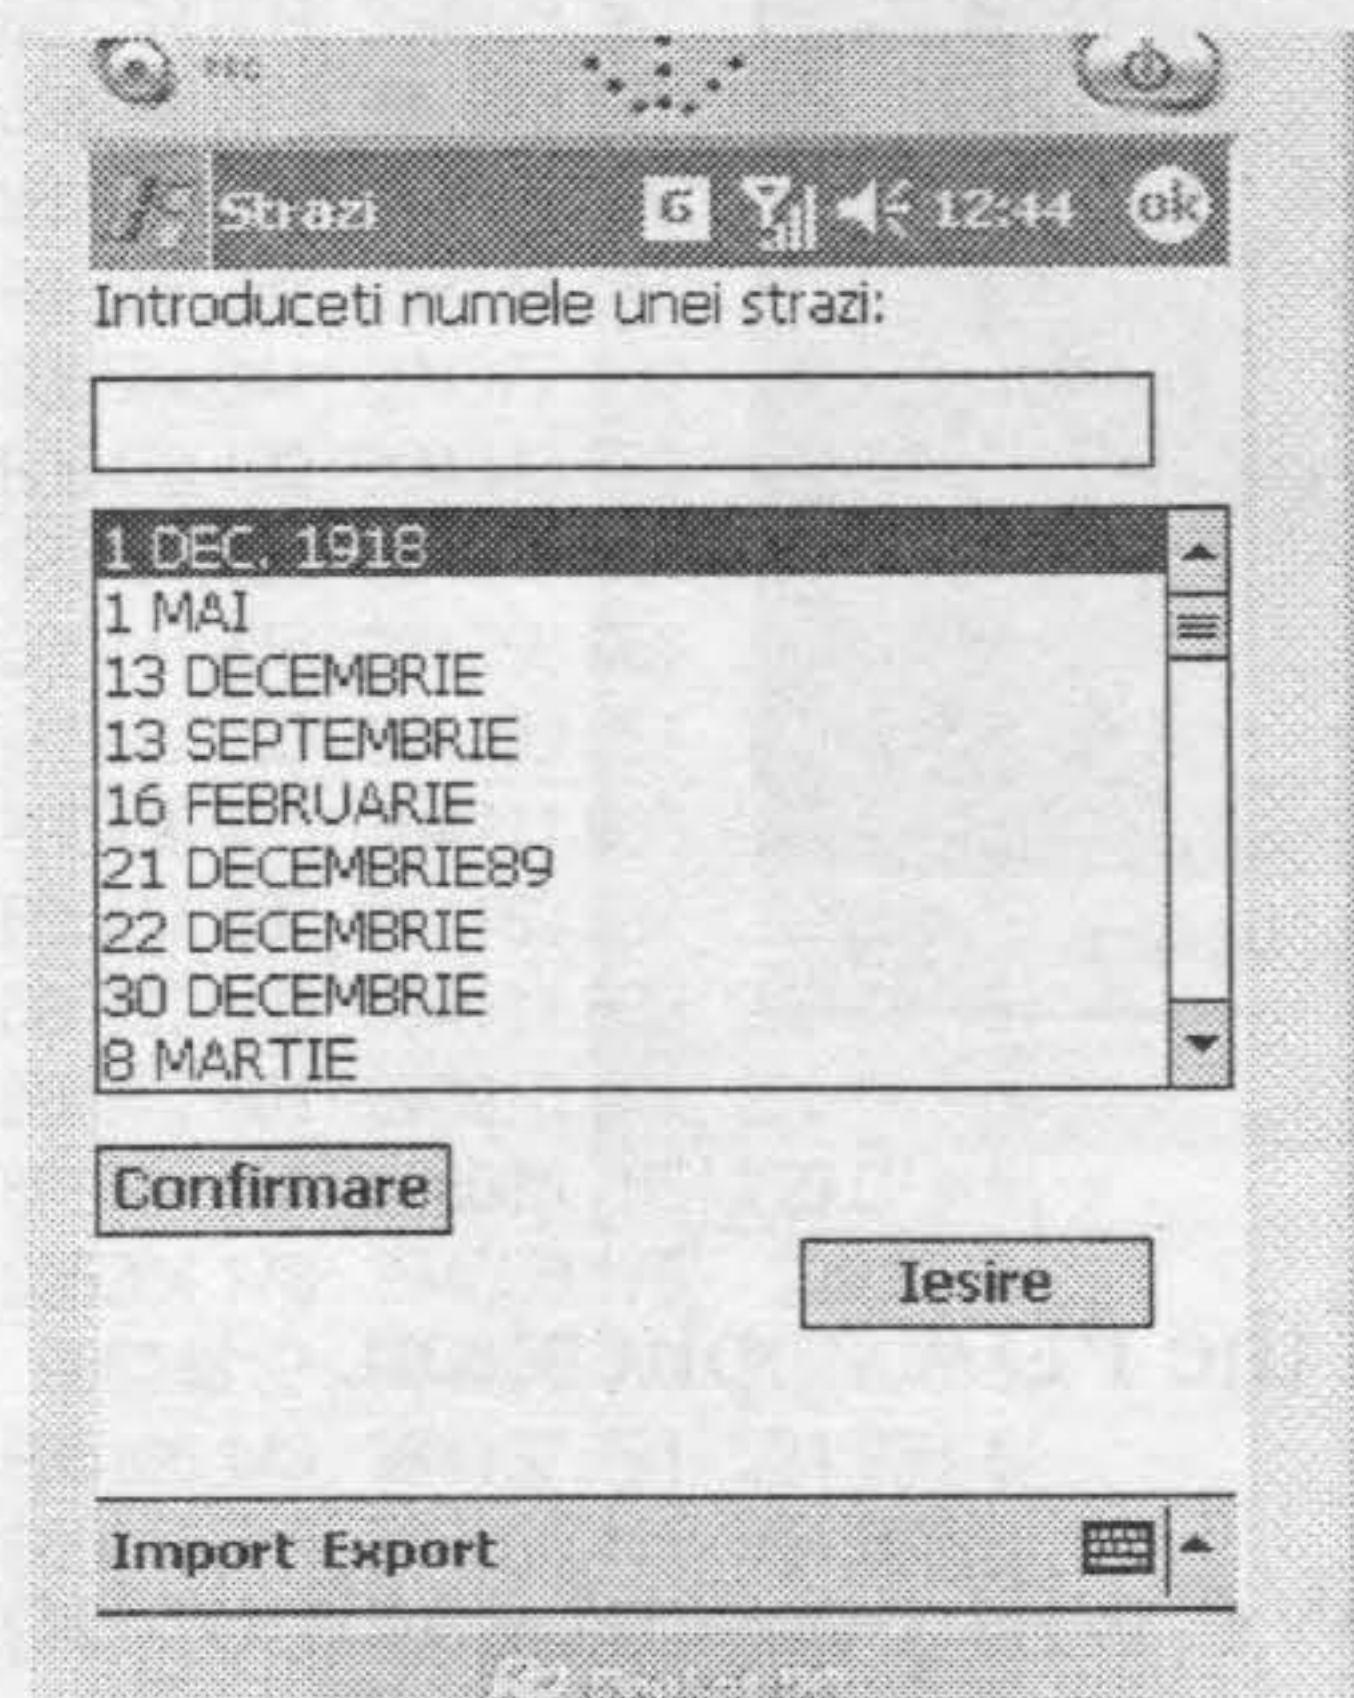 Strazi G 12:44 ok
Introduceti numele unei strazi:
1 DEC. 1918
1 MAI
13 DECEMBRIE
13 SEPTEMBRIE
16 FEBRUARIE
21 DECEMBRIE89
22 DECEMBRIE
30 DECEMBRIE
8 MARTIE
Confirmare
Iesire
Import Export